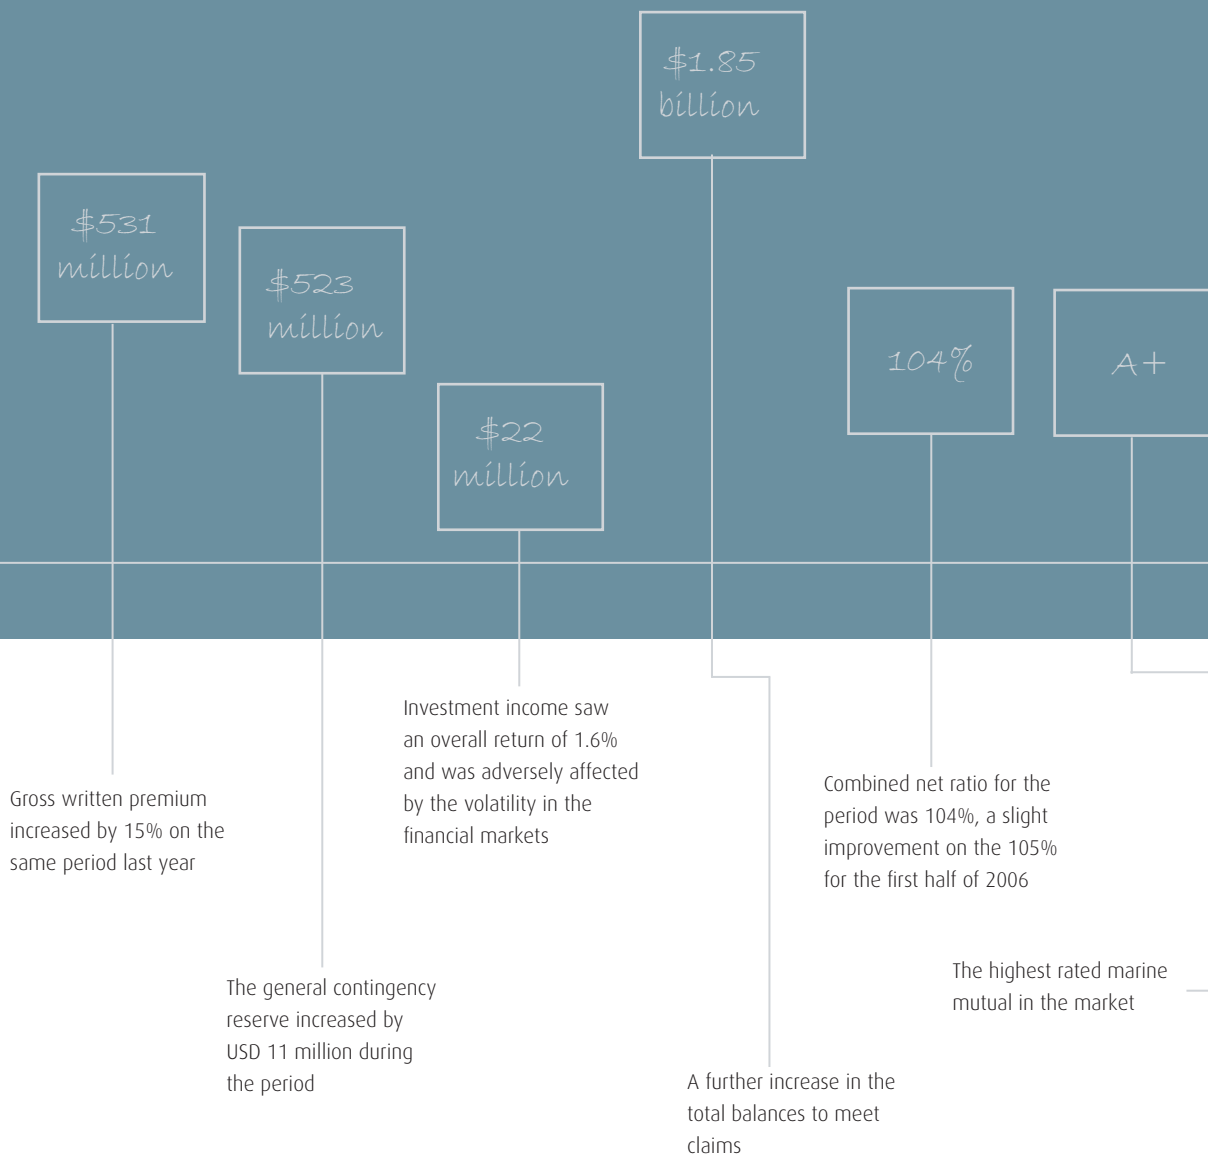 $1.85
billion
$531
million
$523
million
104%
A+
$22
million
Investment income saw
an overall return of 1.6%
and was adversely affected
by the volatility in the
financial markets
Gross written premium
increased by 15% on the
same period last year
Combined net ratio for the
period was 104%, a slight
improvement on the 105%
for the first half of 2006
The highest rated marine
mutual in the market
The general contingency
reserve increased by
USD 11 million during
the period
A further increase in the
total balances to meet
claims